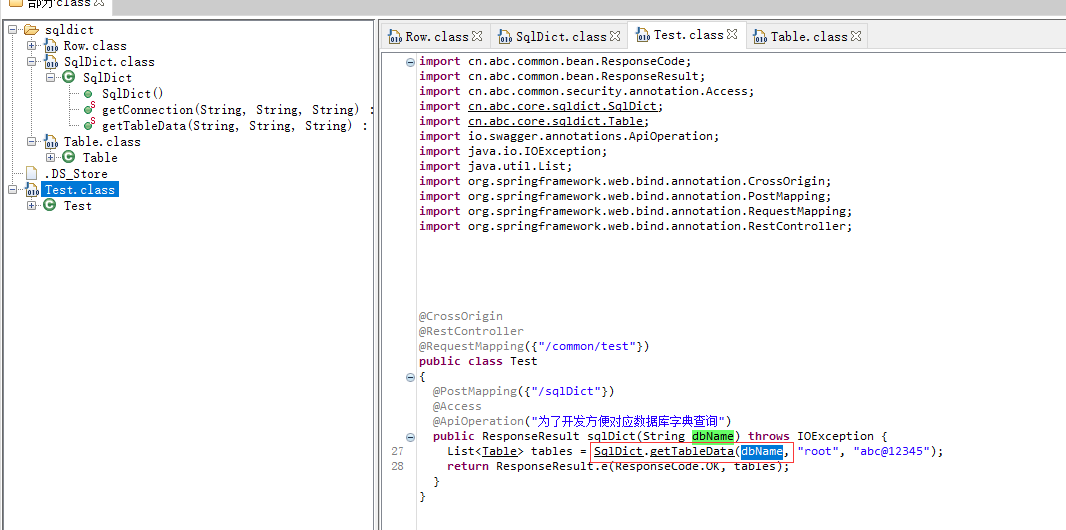 部分class
sqldict
Row.class
SqlDict.class
SqlDict
SqlDict()
getConnection(String, String, String) :
getTableData(String, String, String) :
Table.class
Table
.DS_Store
Test.class
Test
Row.class SqlDict.class Test.class Table.class
import cn.abc.common.bean.ResponseCode;
import cn.abc.common.bean.ResponseResult;
import cn.abc.common.security.annotation.Access;
import cn.abc.core.sqldict.SqlDict;
import cn.abc.core.sqldict.Table;
import io.swagger.annotations.ApiOperation;
import java.io.IOException;
import java.util.List;
import org.springframework.web.bind.annotation.CrossOrigin;
import org.springframework.web.bind.annotation.PostMapping;
import org.springframework.web.bind.annotation.RequestMapping;
import org.springframework.web.bind.annotation.RestController;
@CrossOrigin
@RestController
@RequestMapping({"/common/test"})
public class Test
{
@PostMapping({"/sqlDict"})
@Access
@ApiOperation("为了开发方便对应数据库字典查询")
public ResponseResult sqlDict(String dbName) throws IOException {
27 List<Table> tables = SqlDict.getTableData(dbName, "root", "abc@12345");
28 return ResponseResult.e(ResponseCode.OK, tables);
}
}